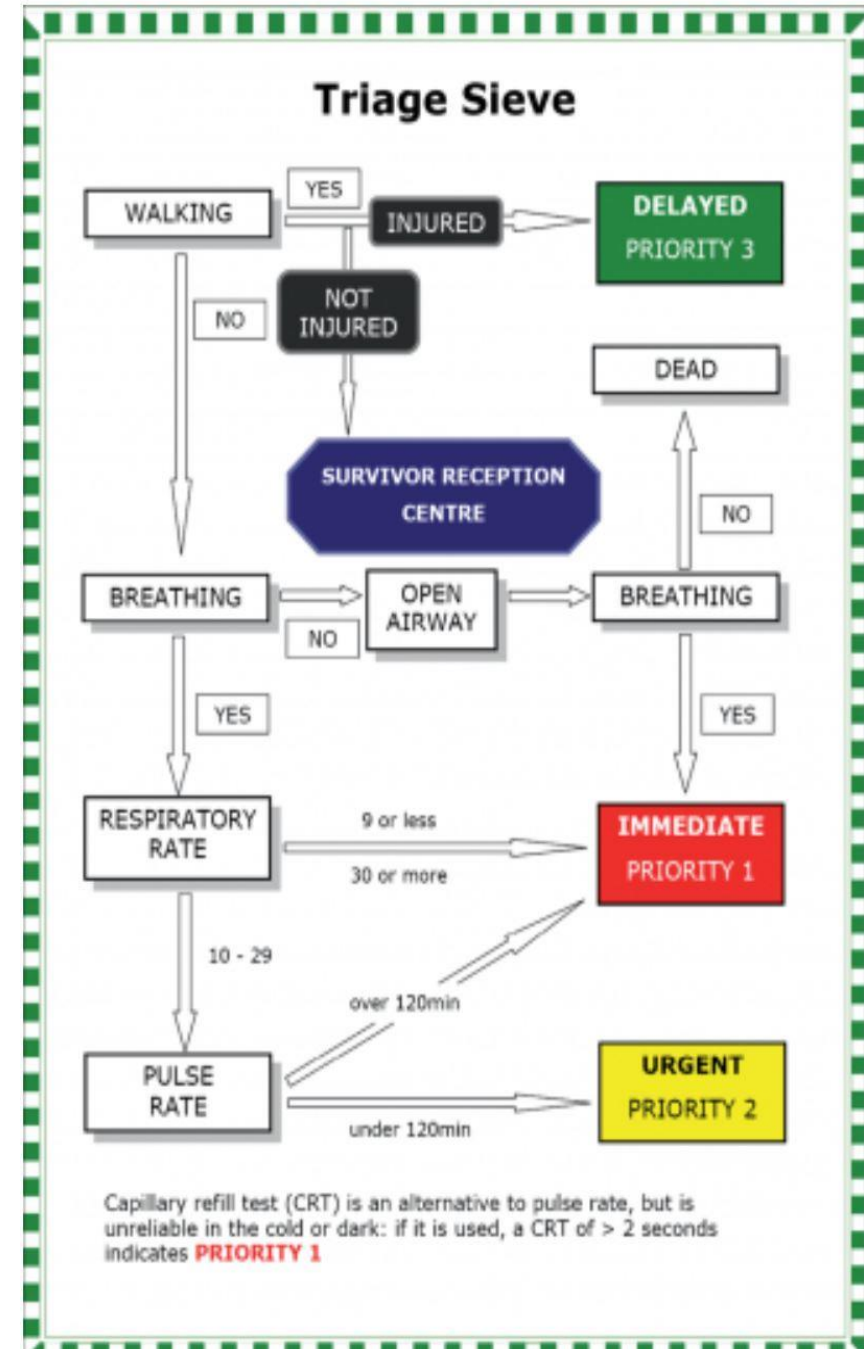 Triage Sieve
WALKING
YES
INJURED
DELAYED
PRIORITY 3
NO
NOT
INJURED
DEAD
SURVIVOR RECEPTION
CENTRE
NO
BREATHING
NO
OPEN
AIRWAY
BREATHING
YES
YES
RESPIRATORY
RATE
9 or less
30 or more
IMMEDIATE
PRIORITY 1
10 - 29
over 120min
PULSE
RATE
under 120min
URGENT
PRIORITY 2
Capillary refill test (CRT) is an alternative to pulse rate, but is
unreliable in the cold or dark: if it is used, a CRT of > 2 seconds
indicates PRIORITY 1